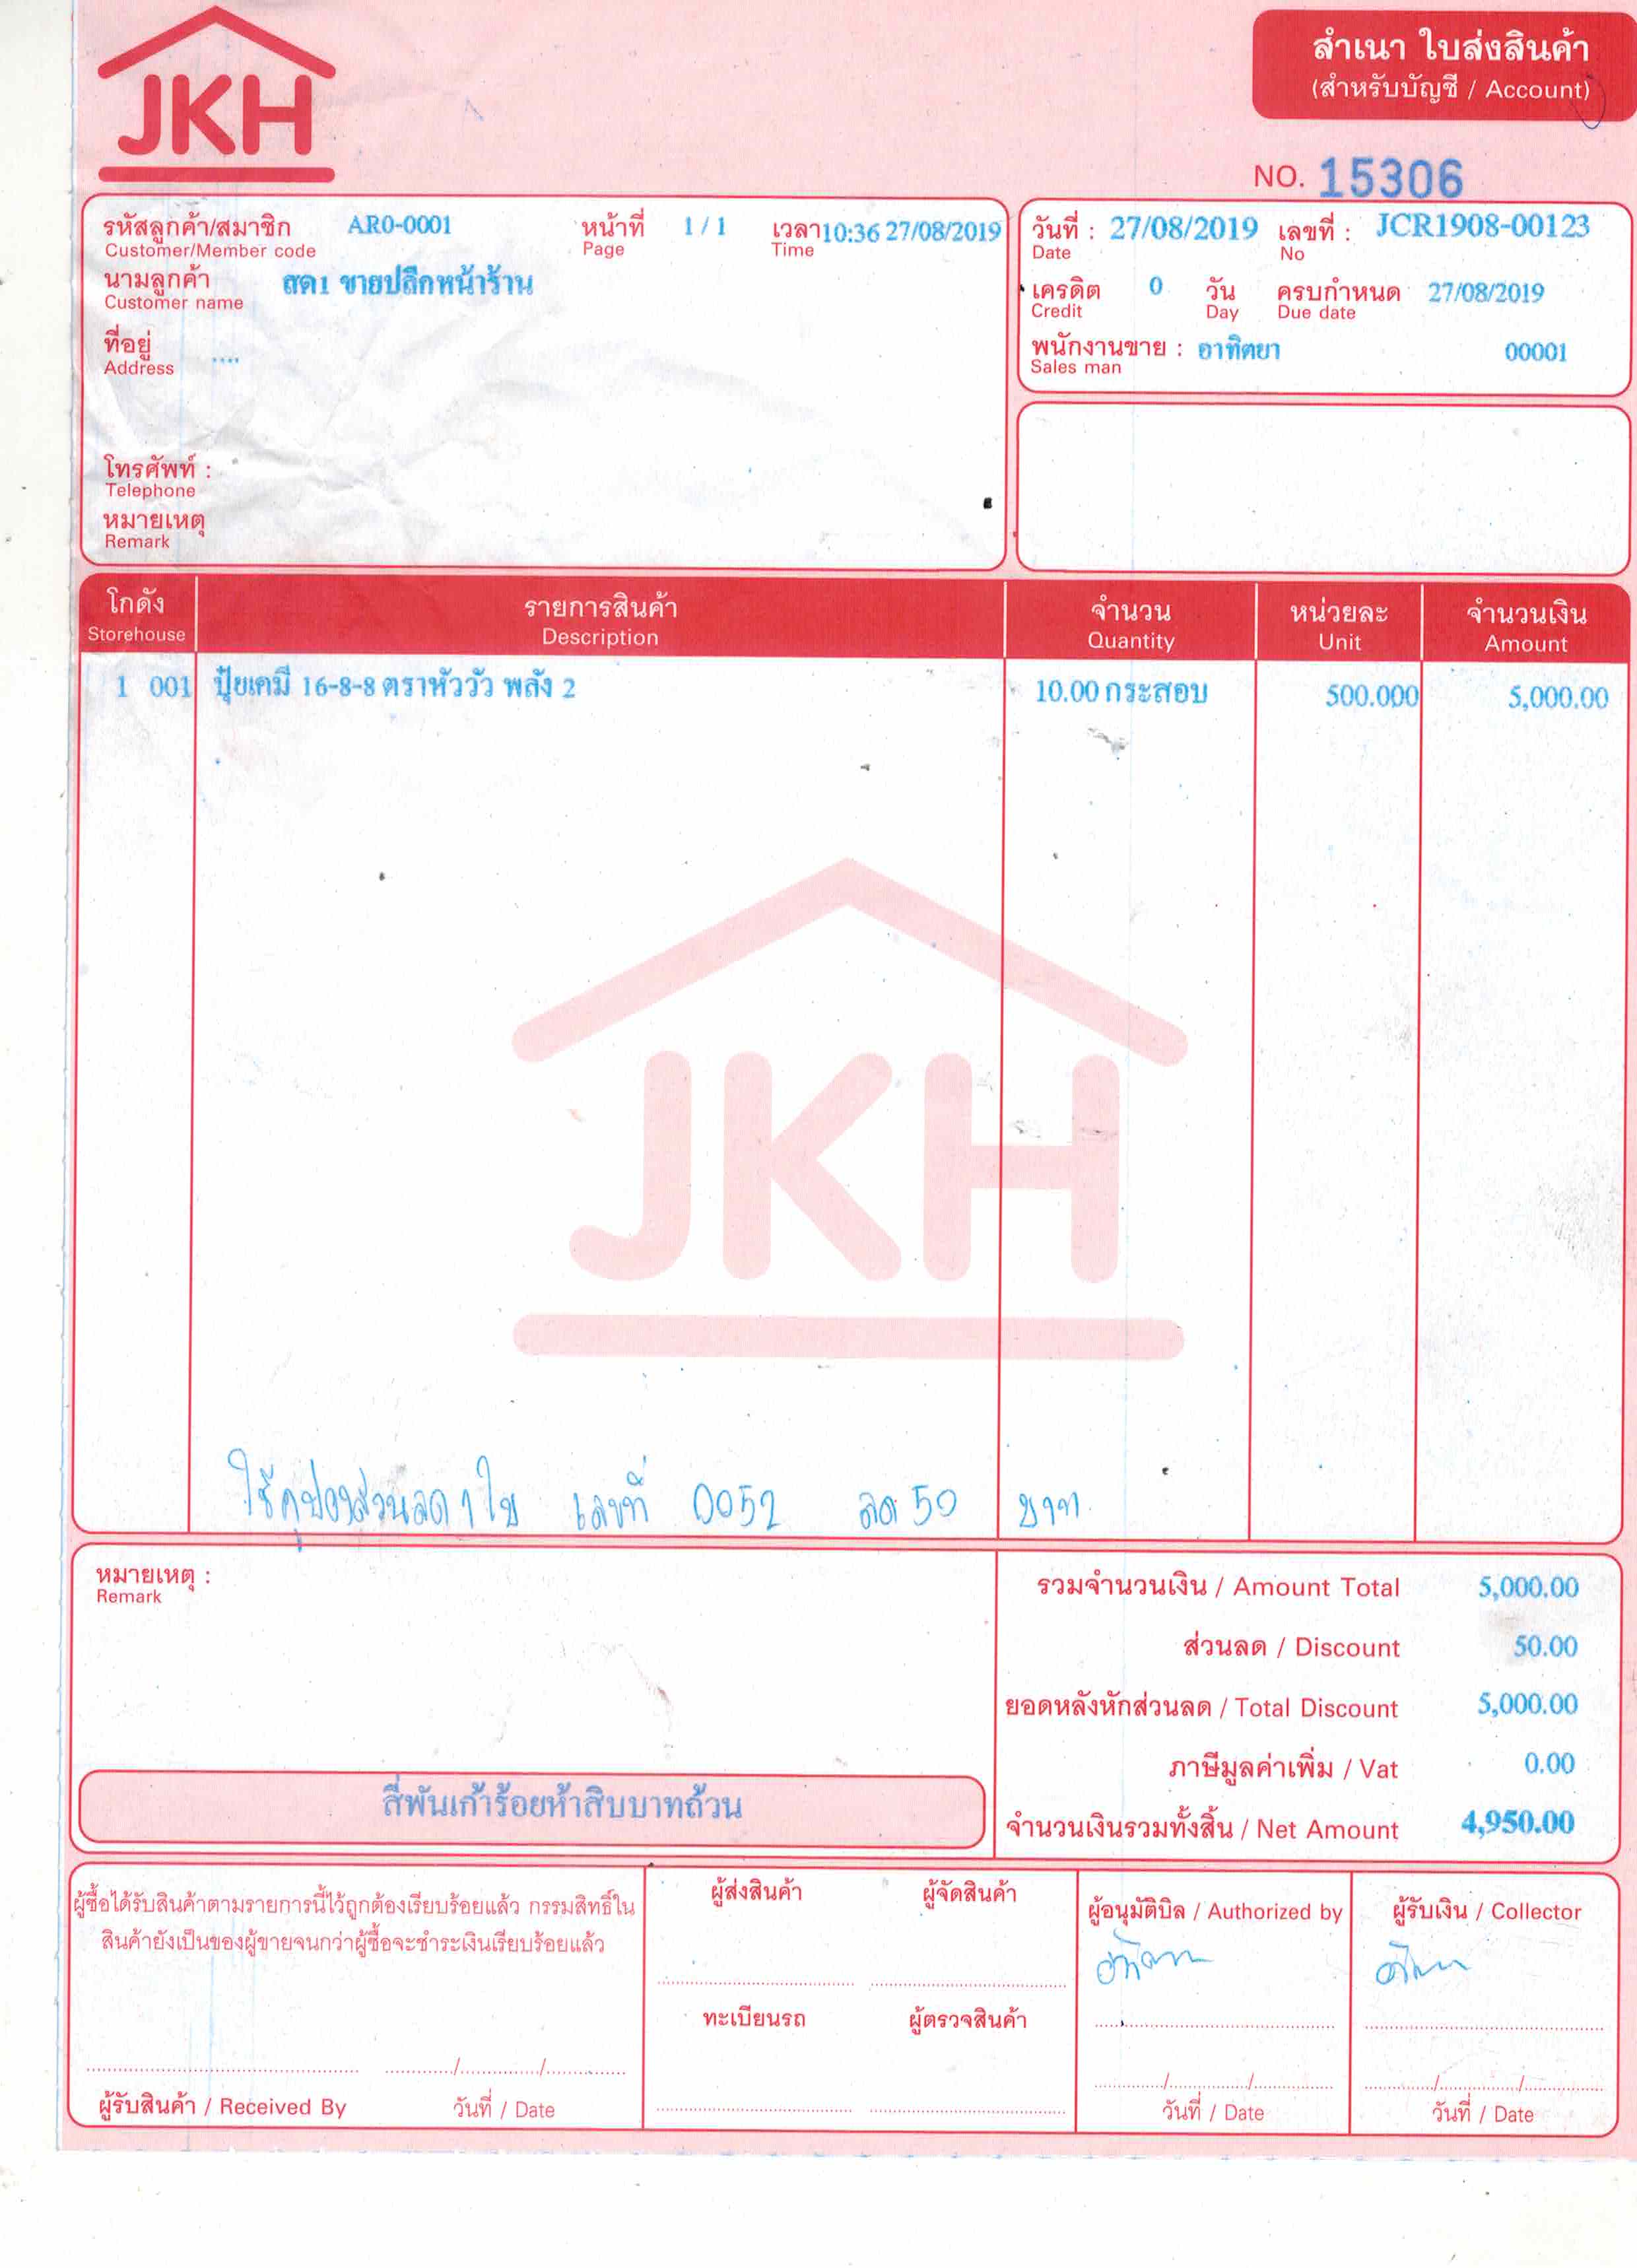 JKH
สำเนา ใบส่งสินค้า
(สำหรับบัญชี / Account)
NO. 15306
รหัสลูกค้า/สมาชิก AR0-0001 หน้าที่ 1 / 1 เวลา 10:36 27/08/2019
Customer/Member code Page Time
นามลูกค้า สด1 ขายปลีกหน้าร้าน
Customer name
ที่อยู่ ....
Address
โทรศัพท์ :
Telephone
หมายเหตุ
Remark
วันที่ : 27/08/2019 เลขที่ : JCR1908-00123
Date No
เครดิต 0 วัน ครบกำหนด 27/08/2019
Credit Day Due date
พนักงานขาย : อาทิตยา 00001
Sales man
โกดัง รายการสินค้า จำนวน หน่วยละ จำนวนเงิน
Storehouse Description Quantity Unit Amount
1 001 ปุ๋ยเคมี 16-8-8 ตราหัววัว พลัง 2 10.00 กระสอบ 500.000 5,000.00
JKH
ใช้คูปองส่วนลด 1 ใบ เลขที่ 0052 ลด 50 บาท
หมายเหตุ :
Remark
รวมจำนวนเงิน / Amount Total 5,000.00
ส่วนลด / Discount 50.00
ยอดหลังหักส่วนลด / Total Discount 5,000.00
ภาษีมูลค่าเพิ่ม / Vat 0.00
สี่พันเก้าร้อยห้าสิบบาทถ้วน
จำนวนเงินรวมทั้งสิ้น / Net Amount 4,950.00
ผู้ซื้อได้รับสินค้าตามรายการนี้ไว้ถูกต้องเรียบร้อยแล้ว กรรมสิทธิ์ใน
สินค้ายังเป็นของผู้ขายจนกว่าผู้ซื้อจะชำระเงินเรียบร้อยแล้ว
ผู้รับสินค้า / Received By วันที่ / Date
ผู้ส่งสินค้า ผู้จัดสินค้า
ทะเบียนรถ ผู้ตรวจสินค้า
ผู้อนุมัติบิล / Authorized by
วันที่ / Date
ผู้รับเงิน / Collector
วันที่ / Date